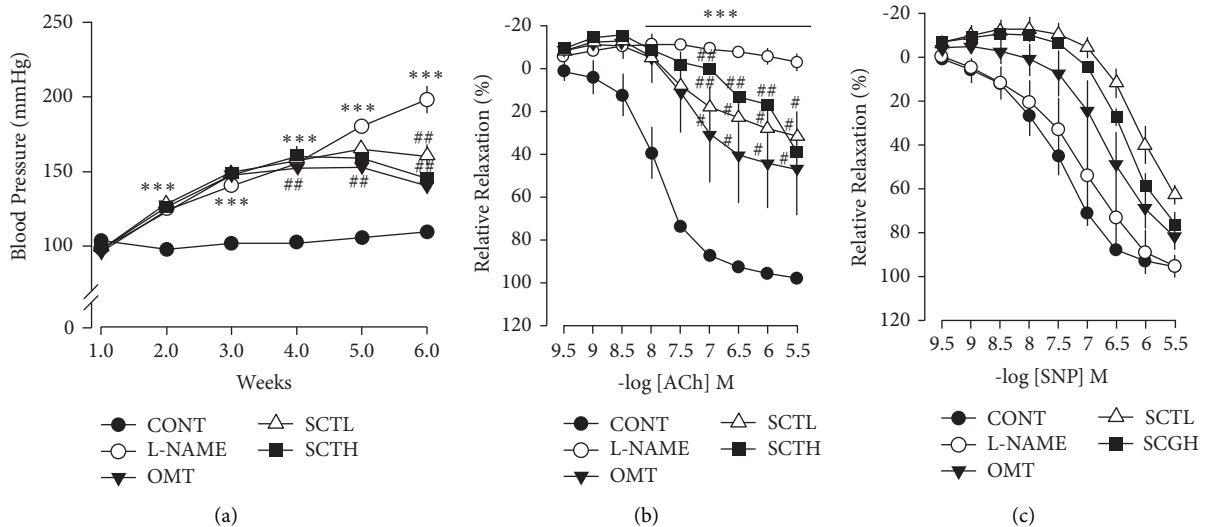 250
200
150
100
0
Blood Pressure (mmHg)
***
***
***
***
***
##
##
##
##
1.0 2.0 3.0 4.0 5.0 6.0
Weeks
CONT
L-NAME
OMT
SCTL
SCTH
(a)
-20
0
20
40
60
80
100
120
Relative Relaxation (%)
***
##
##
##
##
#
#
#
#
#
#
#
#
9.5 9 8.5 8 7.5 7 6.5 6 5.5
-log [ACh] M
CONT
L-NAME
OMT
SCTL
SCTH
(b)
-20
0
20
40
60
80
100
120
Relative Relaxation (%)
9.5 9 8.5 8 7.5 7 6.5 6 5.5
-log [SNP] M
CONT
L-NAME
OMT
SCTL
SCGH
(c)